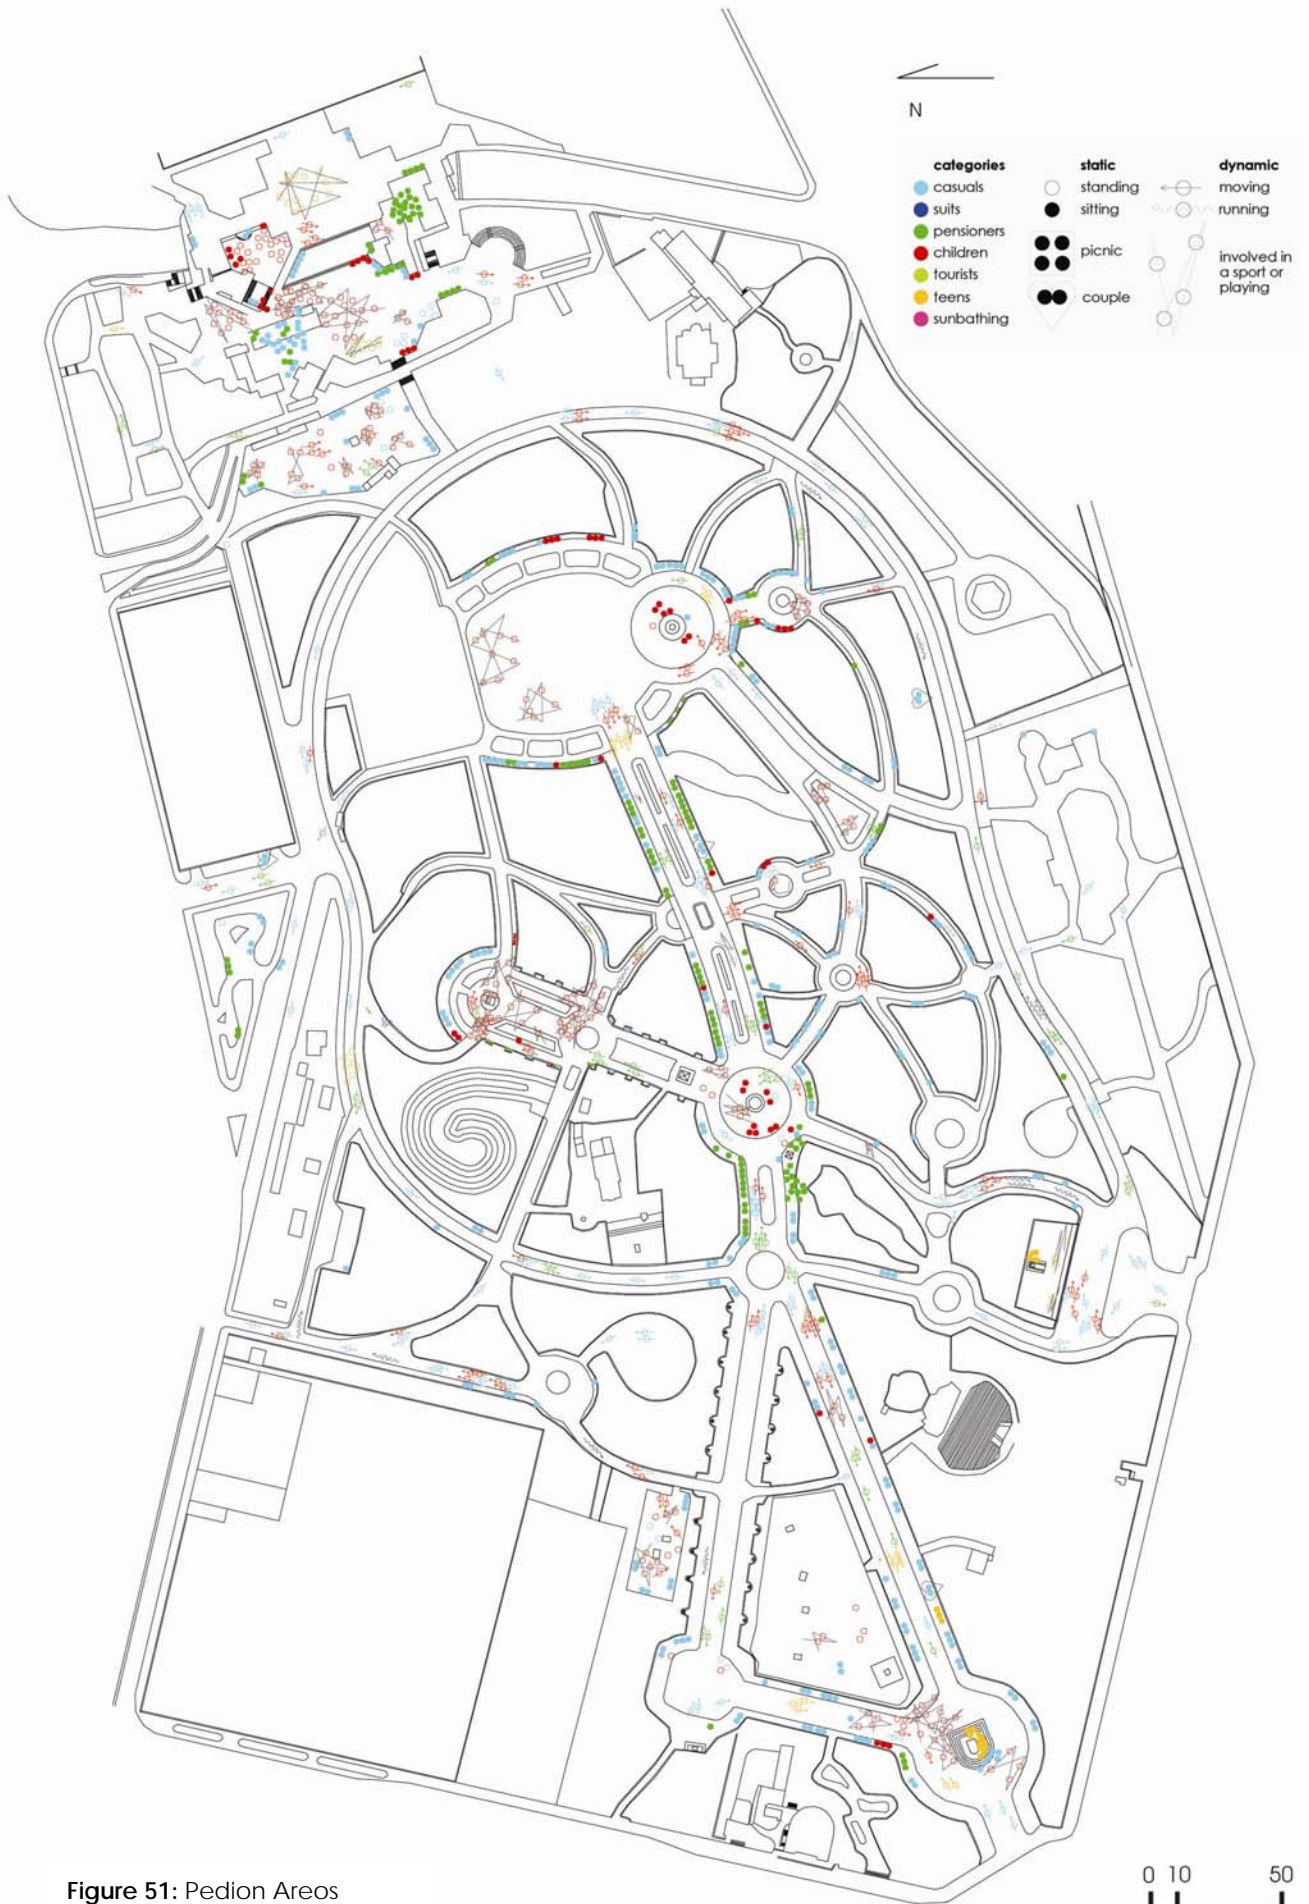 N
categories
casuals
suits
pensioners
children
tourists
teens
sunbathing
static
standing
sitting
picnic
couple
dynamic
moving
running
involved in
a sport or
playing
Figure 51: Pedion Areos
0 10 50